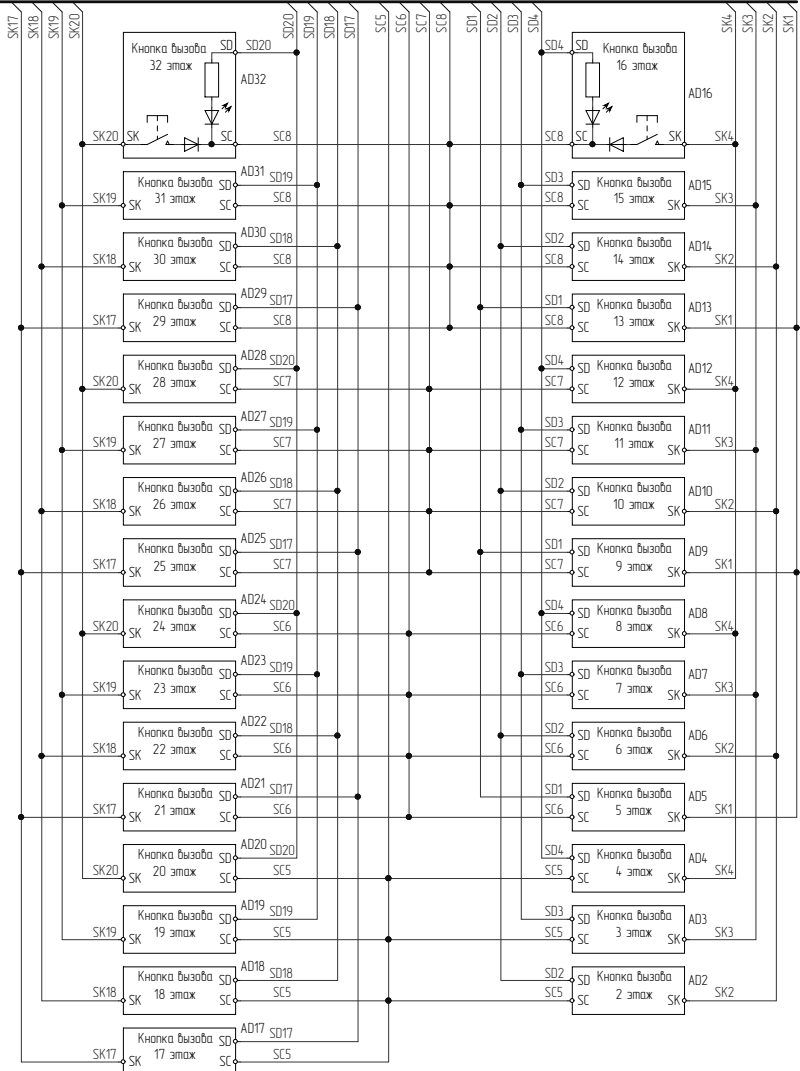 SK17 SK18 SK19 SK20 SD20 SD19 SD18 SD17 SC5 SC6 SC7 SC8 SD1 SD2 SD3 SD4 SK4 SK3 SK2 SK1
Кнопка вызова SD SD20 SD4 SD Кнопка вызова
32 этаж 16 этаж
AD32 AD16
SK20 SK SC SC8 SC8 SC SK SK4
Кнопка вызова SD AD31 SD19 SD3 SD Кнопка вызова AD15
SK19 SK 31 этаж SC SC8 SC8 SC 15 этаж SK SK3
Кнопка вызова SD AD30 SD18 SD2 SD Кнопка вызова AD14
SK18 SK 30 этаж SC SC8 SC8 SC 14 этаж SK SK2
Кнопка вызова SD AD29 SD17 SD1 SD Кнопка вызова AD13
SK17 SK 29 этаж SC SC8 SC8 SC 13 этаж SK SK1
Кнопка вызова SD AD28 SD20 SD4 SD Кнопка вызова AD12
SK20 SK 28 этаж SC SC7 SC7 SC 12 этаж SK SK4
Кнопка вызова SD AD27 SD19 SD3 SD Кнопка вызова AD11
SK19 SK 27 этаж SC SC7 SC7 SC 11 этаж SK SK3
Кнопка вызова SD AD26 SD18 SD2 SD Кнопка вызова AD10
SK18 SK 26 этаж SC SC7 SC7 SC 10 этаж SK SK2
Кнопка вызова SD AD25 SD17 SD1 SD Кнопка вызова AD9
SK17 SK 25 этаж SC SC7 SC7 SC 9 этаж SK SK1
Кнопка вызова SD AD24 SD20 SD4 SD Кнопка вызова AD8
SK20 SK 24 этаж SC SC6 SC6 SC 8 этаж SK SK4
Кнопка вызова SD AD23 SD19 SD3 SD Кнопка вызова AD7
SK19 SK 23 этаж SC SC6 SC6 SC 7 этаж SK SK3
Кнопка вызова SD AD22 SD18 SD2 SD Кнопка вызова AD6
SK18 SK 22 этаж SC SC6 SC6 SC 6 этаж SK SK2
Кнопка вызова SD AD21 SD17 SD1 SD Кнопка вызова AD5
SK17 SK 21 этаж SC SC6 SC6 SC 5 этаж SK SK1
Кнопка вызова SD AD20 SD20 SD4 SD Кнопка вызова AD4
SK20 SK 20 этаж SC SC5 SC5 SC 4 этаж SK SK4
Кнопка вызова SD AD19 SD19 SD3 SD Кнопка вызова AD3
SK19 SK 19 этаж SC SC5 SC5 SC 3 этаж SK SK3
Кнопка вызова SD AD18 SD18 SD2 SD Кнопка вызова AD2
SK18 SK 18 этаж SC SC5 SC5 SC 2 этаж SK SK2
Кнопка вызова SD AD17 SD17
SK17 SK 17 этаж SC SC5